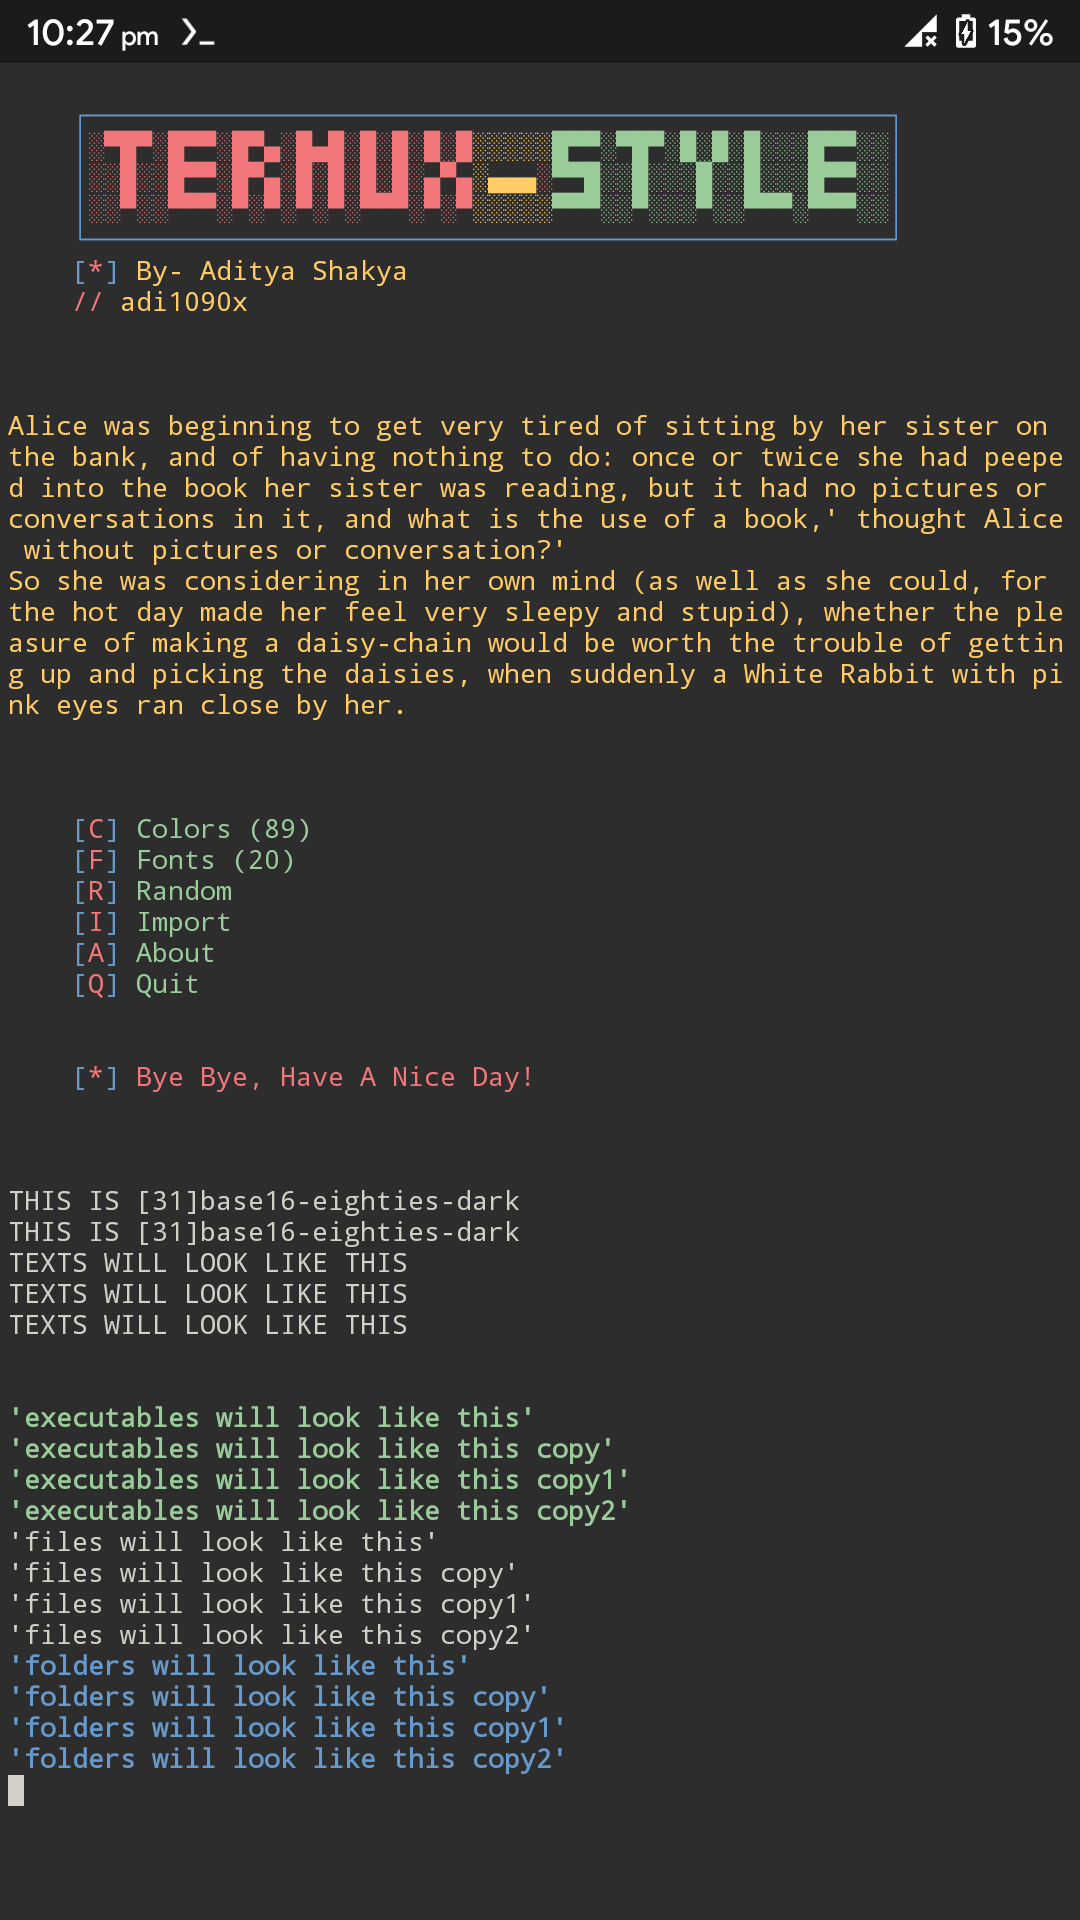 10:27 pm 15%
TERMUX-STYLE
[*] By- Aditya Shakya
// adi1090x
Alice was beginning to get very tired of sitting by her sister on
the bank, and of having nothing to do: once or twice she had peepe
d into the book her sister was reading, but it had no pictures or
conversations in it, and what is the use of a book,' thought Alice
 without pictures or conversation?'
So she was considering in her own mind (as well as she could, for
the hot day made her feel very sleepy and stupid), whether the ple
asure of making a daisy-chain would be worth the trouble of gettin
g up and picking the daisies, when suddenly a White Rabbit with pi
nk eyes ran close by her.
[C] Colors (89)
[F] Fonts (20)
[R] Random
[I] Import
[A] About
[Q] Quit
[*] Bye Bye, Have A Nice Day!
THIS IS [31]base16-eighties-dark
THIS IS [31]base16-eighties-dark
TEXTS WILL LOOK LIKE THIS
TEXTS WILL LOOK LIKE THIS
TEXTS WILL LOOK LIKE THIS
'executables will look like this'
'executables will look like this copy'
'executables will look like this copy1'
'executables will look like this copy2'
'files will look like this'
'files will look like this copy'
'files will look like this copy1'
'files will look like this copy2'
'folders will look like this'
'folders will look like this copy'
'folders will look like this copy1'
'folders will look like this copy2'